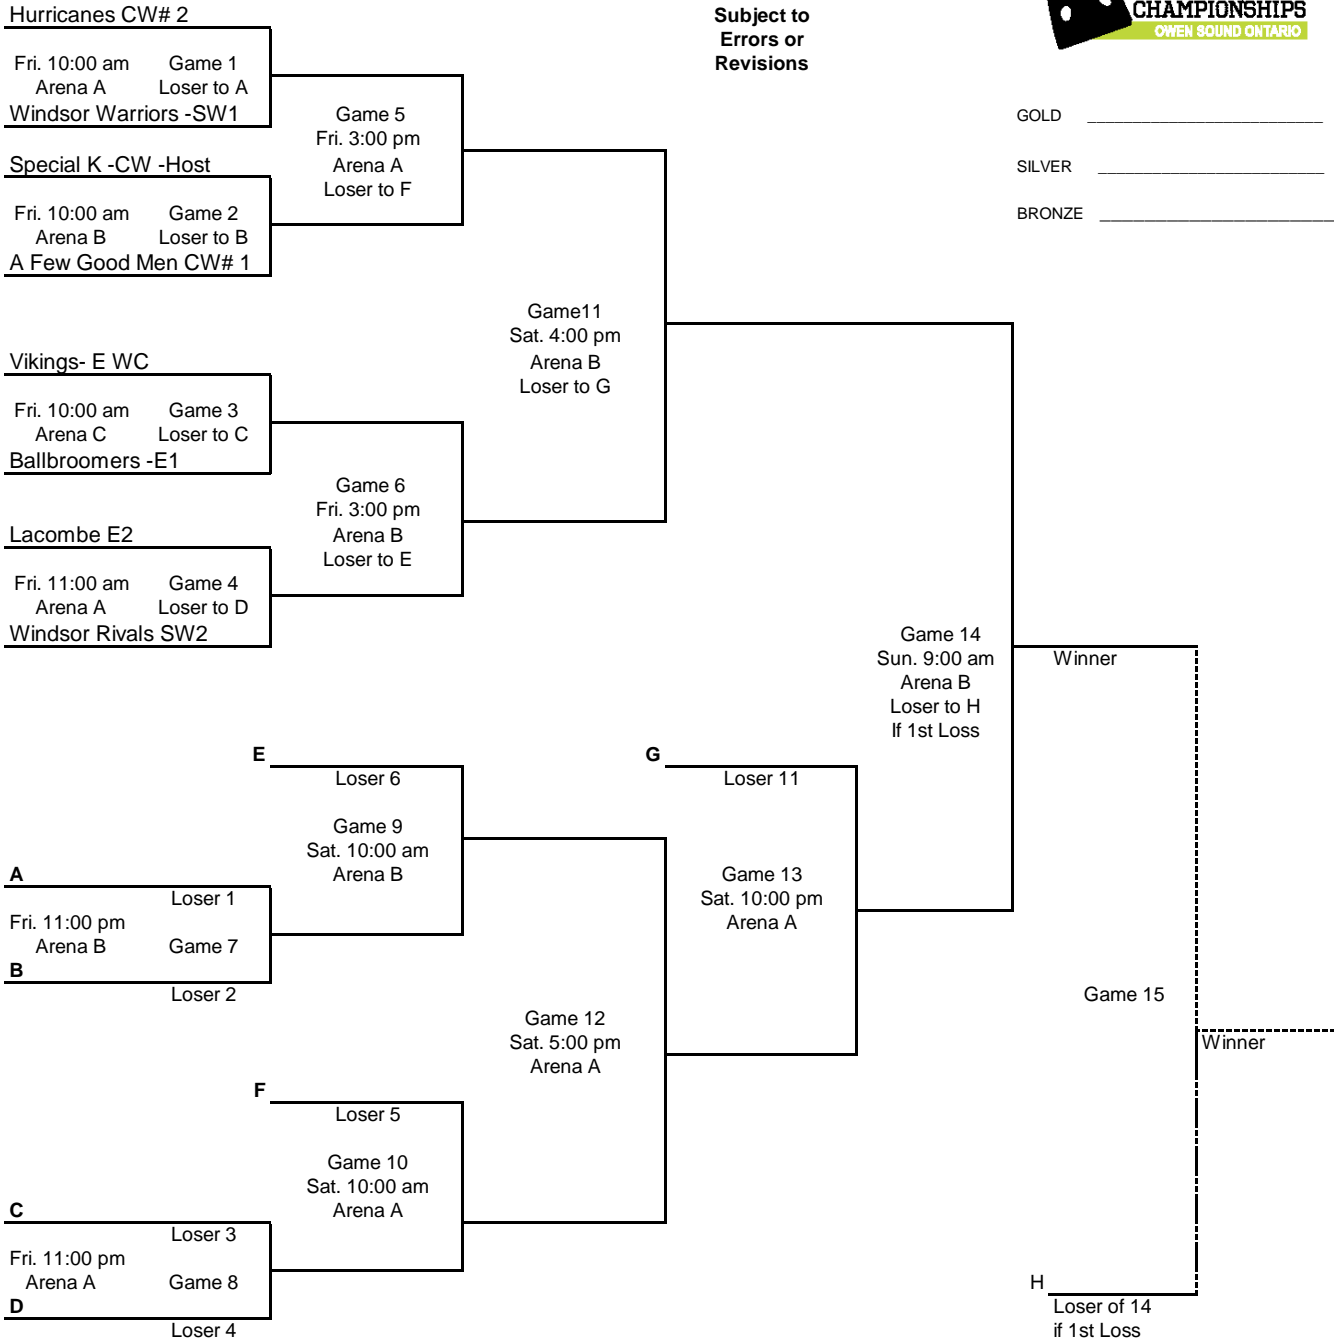 Hurricanes CW# 2
Fri. 10:00 am Game 1
Arena A Loser to A
Windsor Warriors -SW1
Special K -CW -Host
Fri. 10:00 am Game 2
Arena B Loser to B
A Few Good Men CW# 1
Vikings- E WC
Fri. 10:00 am Game 3
Arena C Loser to C
Ballbroomers -E1
Lacombe E2
Fri. 11:00 am Game 4
Arena A Loser to D
Windsor Rivals SW2
Game 5
Fri. 3:00 pm
Arena A
Loser to F
Game 6
Fri. 3:00 pm
Arena B
Loser to E
Game11
Sat. 4:00 pm
Arena B
Loser to G
Subject to
Errors or
Revisions
CHAMPIONSHIPS
OWEN SOUND ONTARIO
GOLD
SILVER
BRONZE
Game 14
Sun. 9:00 am
Arena B
Loser to H
If 1st Loss
Winner
E
Loser 6
Game 9
Sat. 10:00 am
Arena B
A
Loser 1
Fri. 11:00 pm
Arena B Game 7
B
Loser 2
G
Loser 11
Game 13
Sat. 10:00 pm
Arena A
Game 12
Sat. 5:00 pm
Arena A
F
Loser 5
Game 10
Sat. 10:00 am
Arena A
C
Loser 3
Fri. 11:00 pm
Arena A Game 8
D
Loser 4
Game 15
Winner
H
Loser of 14
if 1st Loss